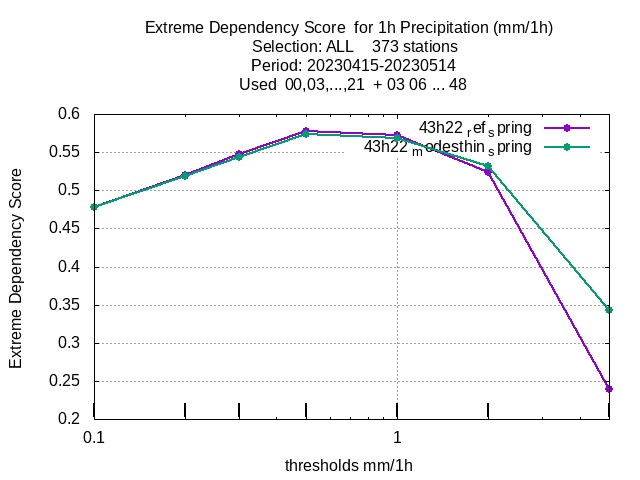 Extreme Dependency Score  for 1h Precipitation (mm/1h)
Selection: ALL    373 stations
Period: 20230415-20230514
Used  00,03,...,21  + 03 06 ... 48
0.6
0.55
0.5
0.45
0.4
0.35
0.3
0.25
0.2
Extreme Dependency Score
43h22 ref spring
43h22 modesthin spring
0.1
1
thresholds mm/1h